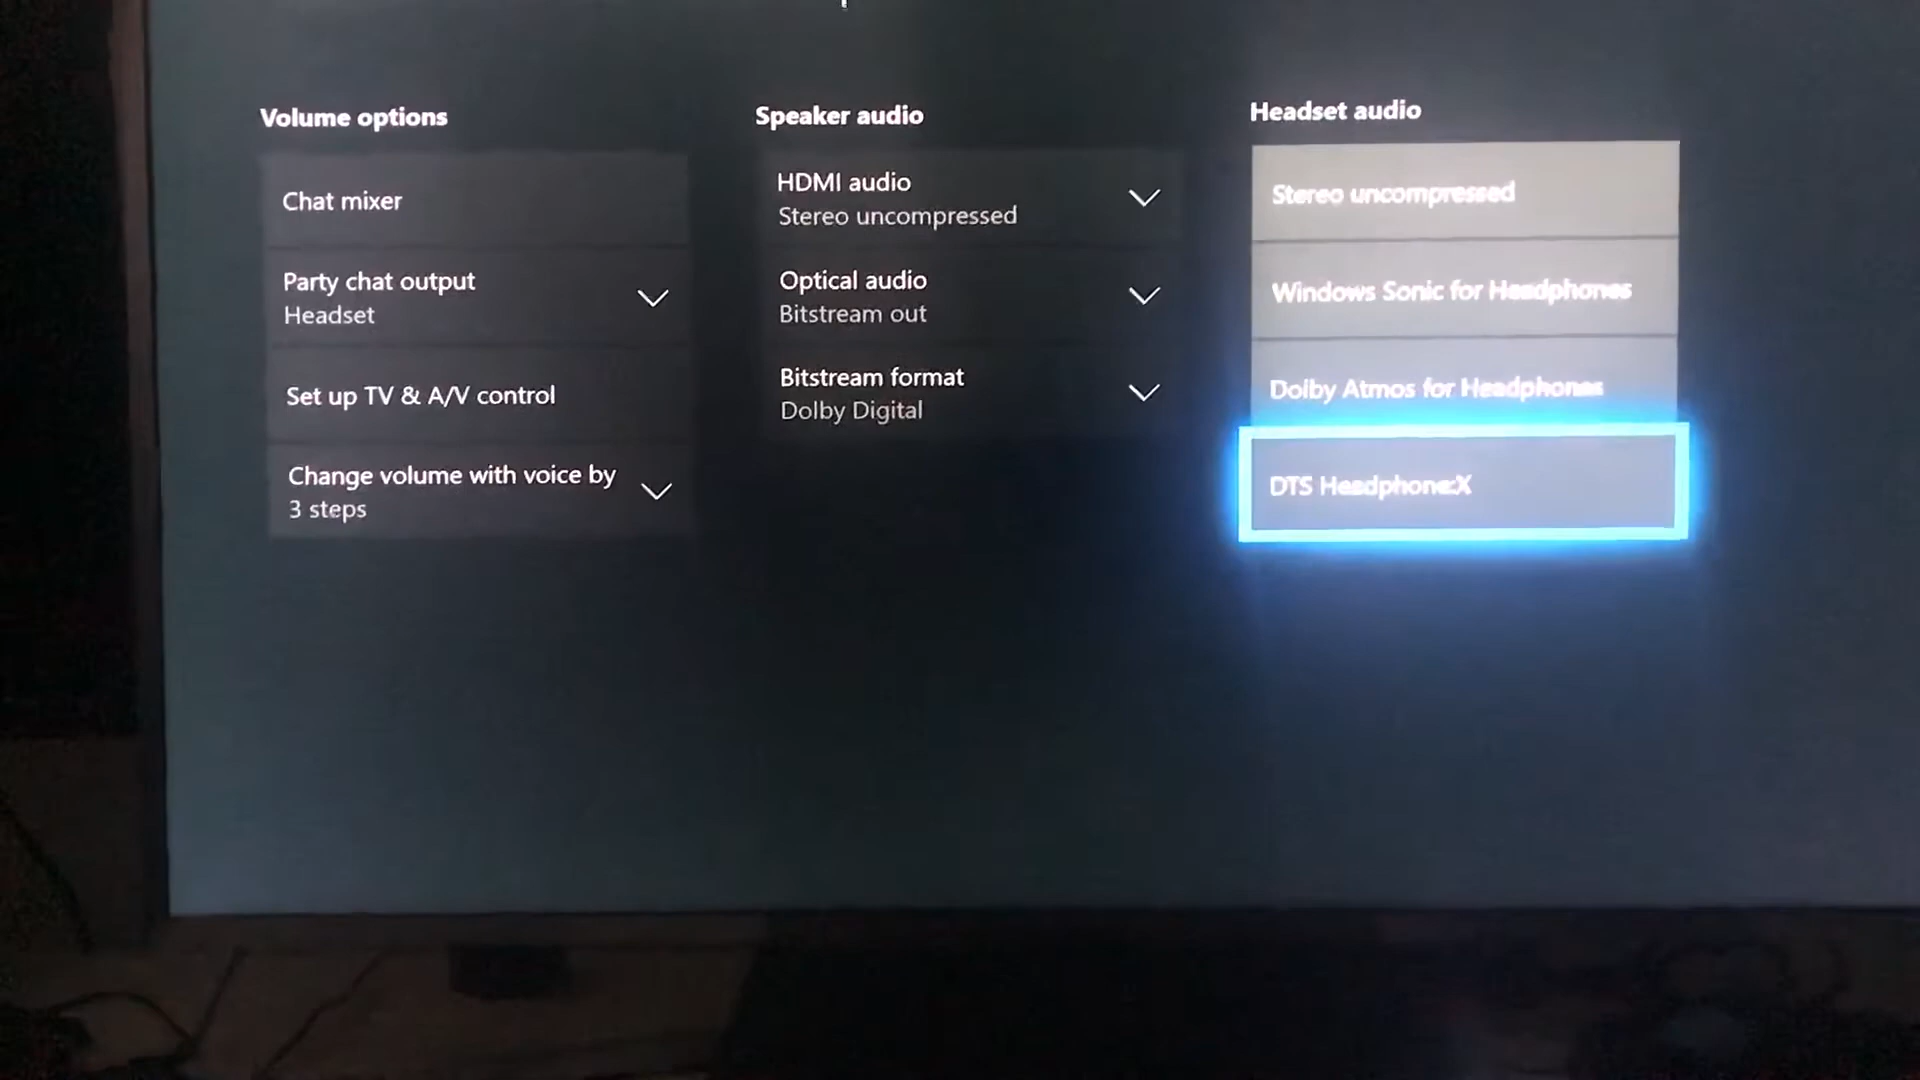 Volume options
Chat mixer
Party chat output
Headset
Set up TV & A/V control
Change volume with voice by
3 steps
Speaker audio
HDMI audio
Stereo uncompressed
Optical audio
Bitstream out
Bitstream format
Dolby Digital
Headset audio
Stereo uncompressed
Windows Sonic for Headphones
Dolby Atmos for Headphones
DTS Headphone:X